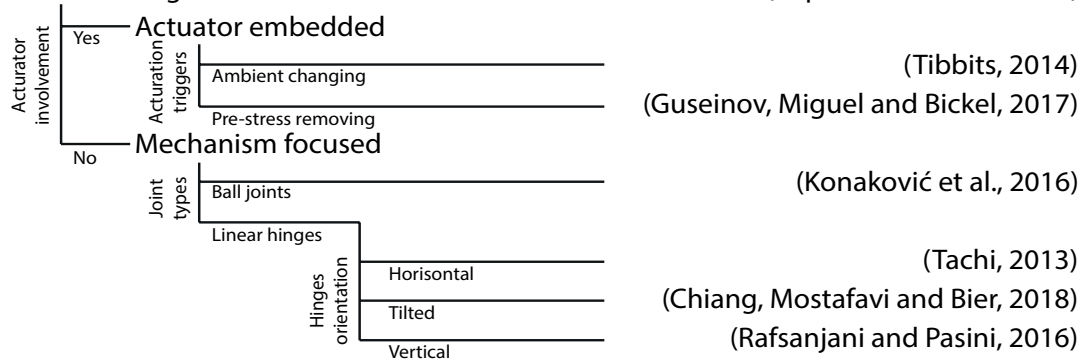 Yes
Actuator embedded
Acturator
involvement
Acturation
triggers
Ambient changing
(Tibbits, 2014)
Pre-stress removing
(Guseinov, Miguel and Bickel, 2017)
No
Mechanism focused
Joint
types
Ball joints
(Konaković et al., 2016)
Linear hinges
Hinges
orientation
Horisontal
(Tachi, 2013)
Tilted
(Chiang, Mostafavi and Bier, 2018)
Vertical
(Rafsanjani and Pasini, 2016)